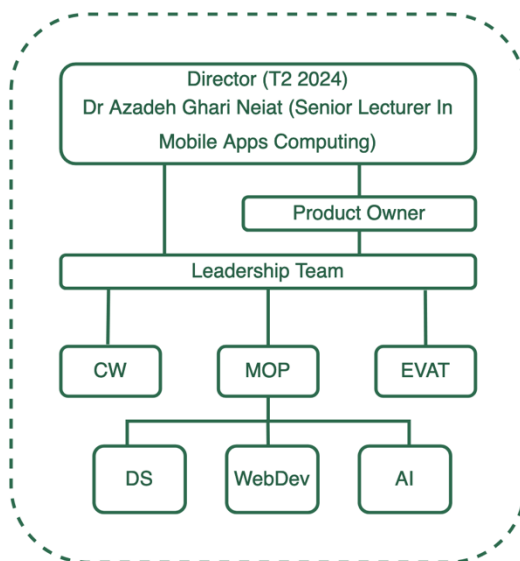 Director (T2 2024)
Dr Azadeh Ghari Neiat (Senior Lecturer In
Mobile Apps Computing)
Product Owner
Leadership Team
CW
MOP
EVAT
DS
WebDev
AI